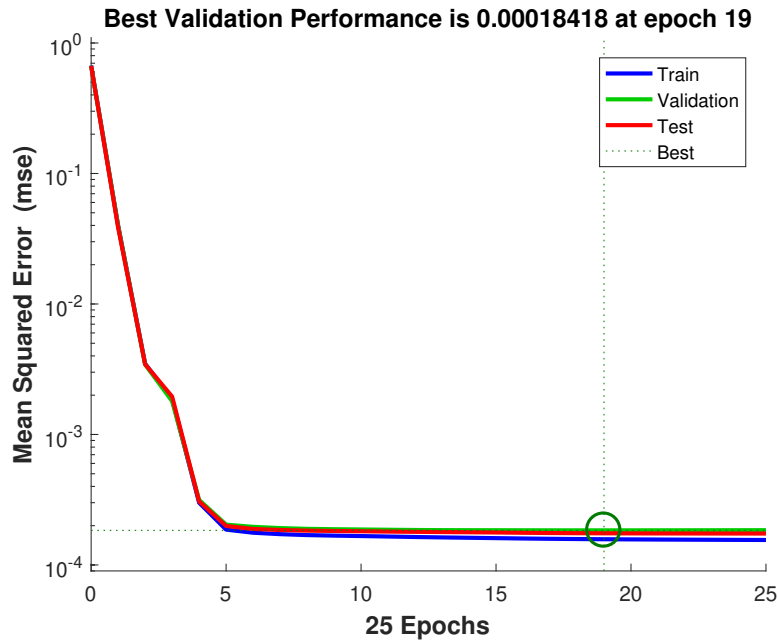 Best Validation Performance is 0.00018418 at epoch 19
10^0
10^-1
10^-2
10^-3
10^-4
Mean Squared Error  (mse)
Train
Validation
Test
Best
0
5
10
15
20
25
25 Epochs